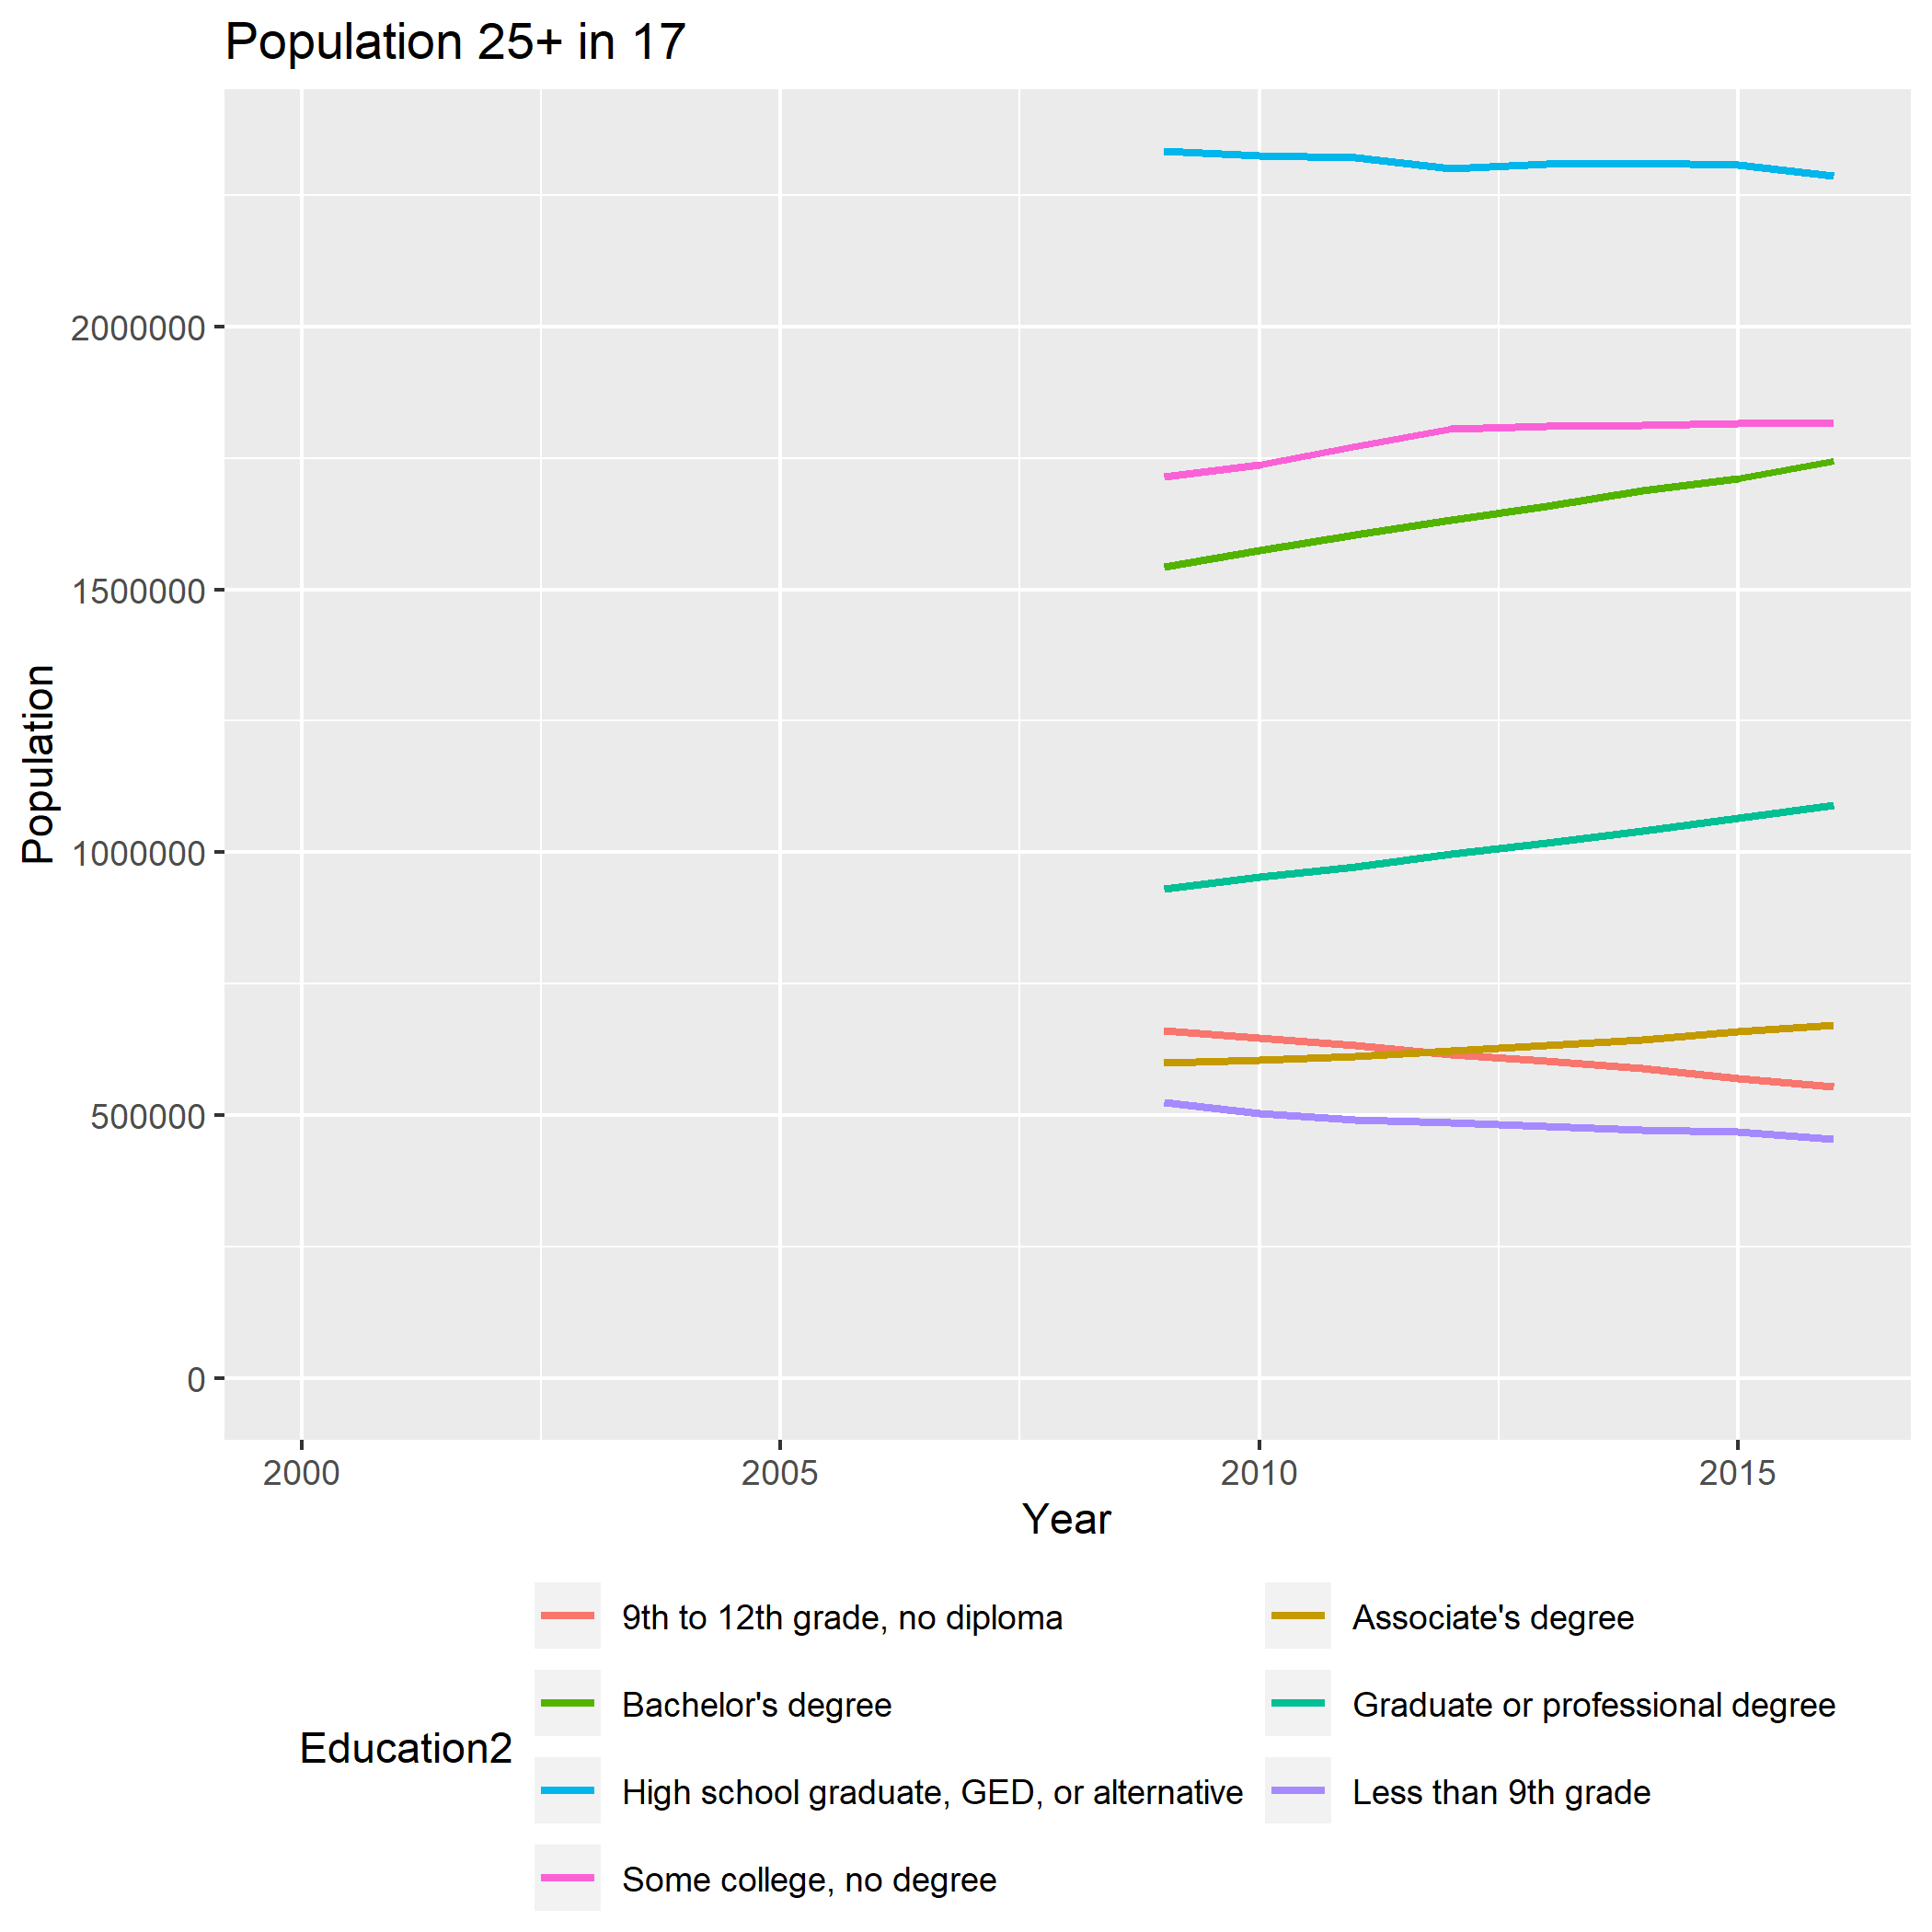 Population 25+ in 17
Population
2000000
1500000
1000000
500000
0
2000 2005 2010 2015
Year
Education2
9th to 12th grade, no diploma
Bachelor's degree
High school graduate, GED, or alternative
Some college, no degree
Associate's degree
Graduate or professional degree
Less than 9th grade